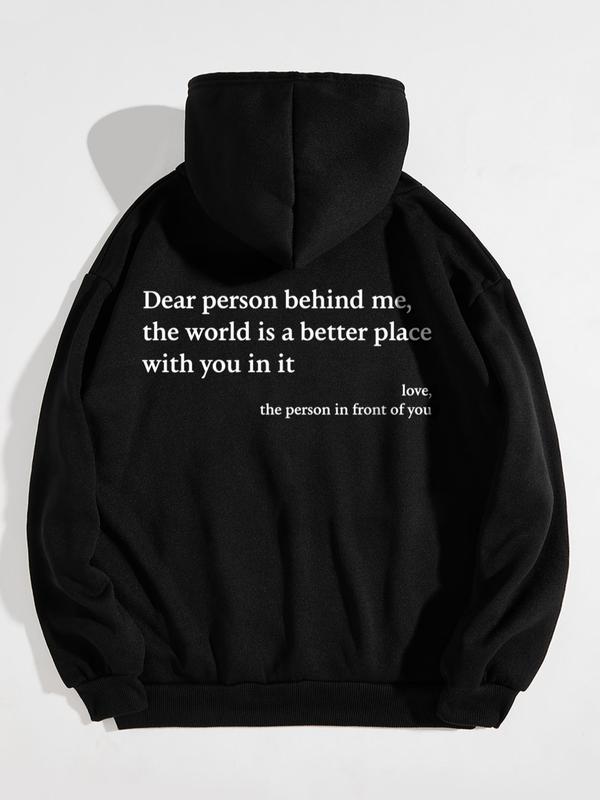 Dear person behind me,
the world is a better place
with you in it
love,
the person in front of you